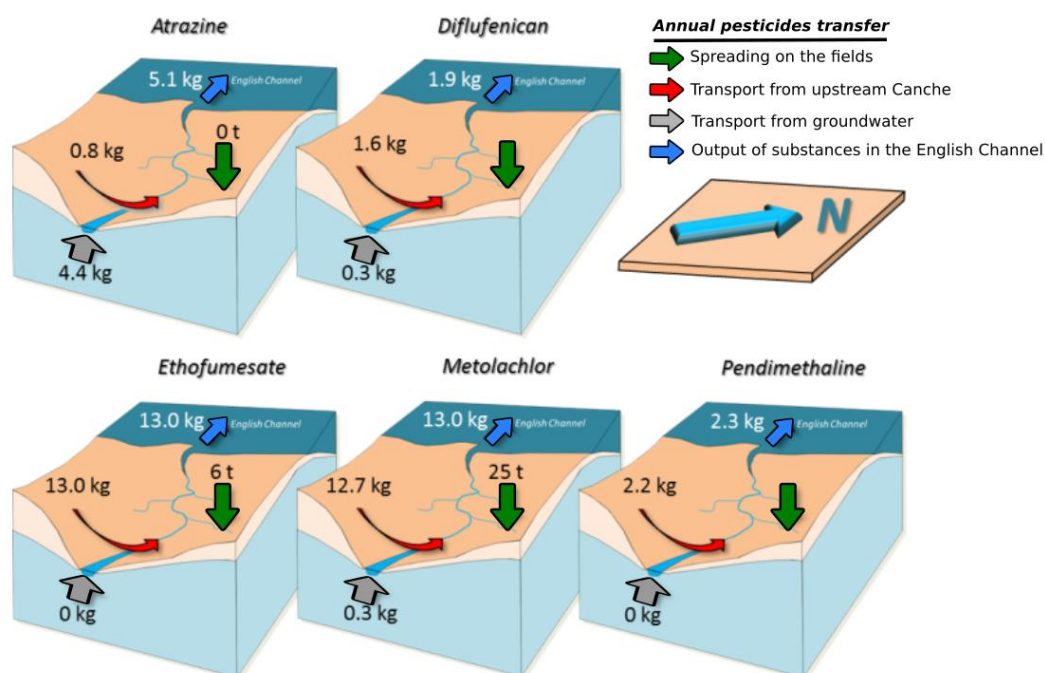 Atrazine
5.1 kg
English Channel
0.8 kg
0 t
4.4 kg
Diflufenican
1.9 kg
English Channel
1.6 kg
0.3 kg
Annual pesticides transfer
Spreading on the fields
Transport from upstream Canche
Transport from groundwater
Output of substances in the English Channel
N
Ethofumesate
13.0 kg
English Channel
13.0 kg
6 t
0 kg
Metolachlor
13.0 kg
English Channel
12.7 kg
25 t
0.3 kg
Pendimethaline
2.3 kg
English Channel
2.2 kg
0 kg